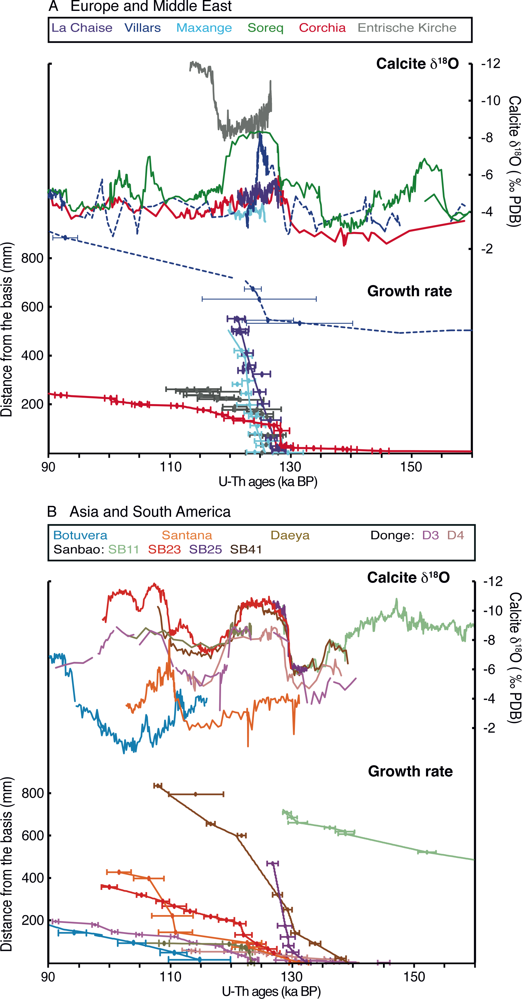 A Europe and Middle East
La Chaise Villars Maxange Soreq Corchia Entrische Kirche
Calcite δ18O
-12
-10
-8
-6
-4
-2
Calcite δ18O ( ‰ PDB)
800
600
400
200
Distance from the basis (mm)
Growth rate
90 110 130 150
U-Th ages (ka BP)
B Asia and South America
Botuvera Santana Daeya Donge: D3 D4
Sanbao: SB11 SB23 SB25 SB41
Calcite δ18O
-12
-10
-8
-6
-4
-2
Calcite δ18O ( ‰ PDB)
Growth rate
800
600
400
200
Distance from the basis (mm)
90 110 130 150
U-Th ages (ka BP)